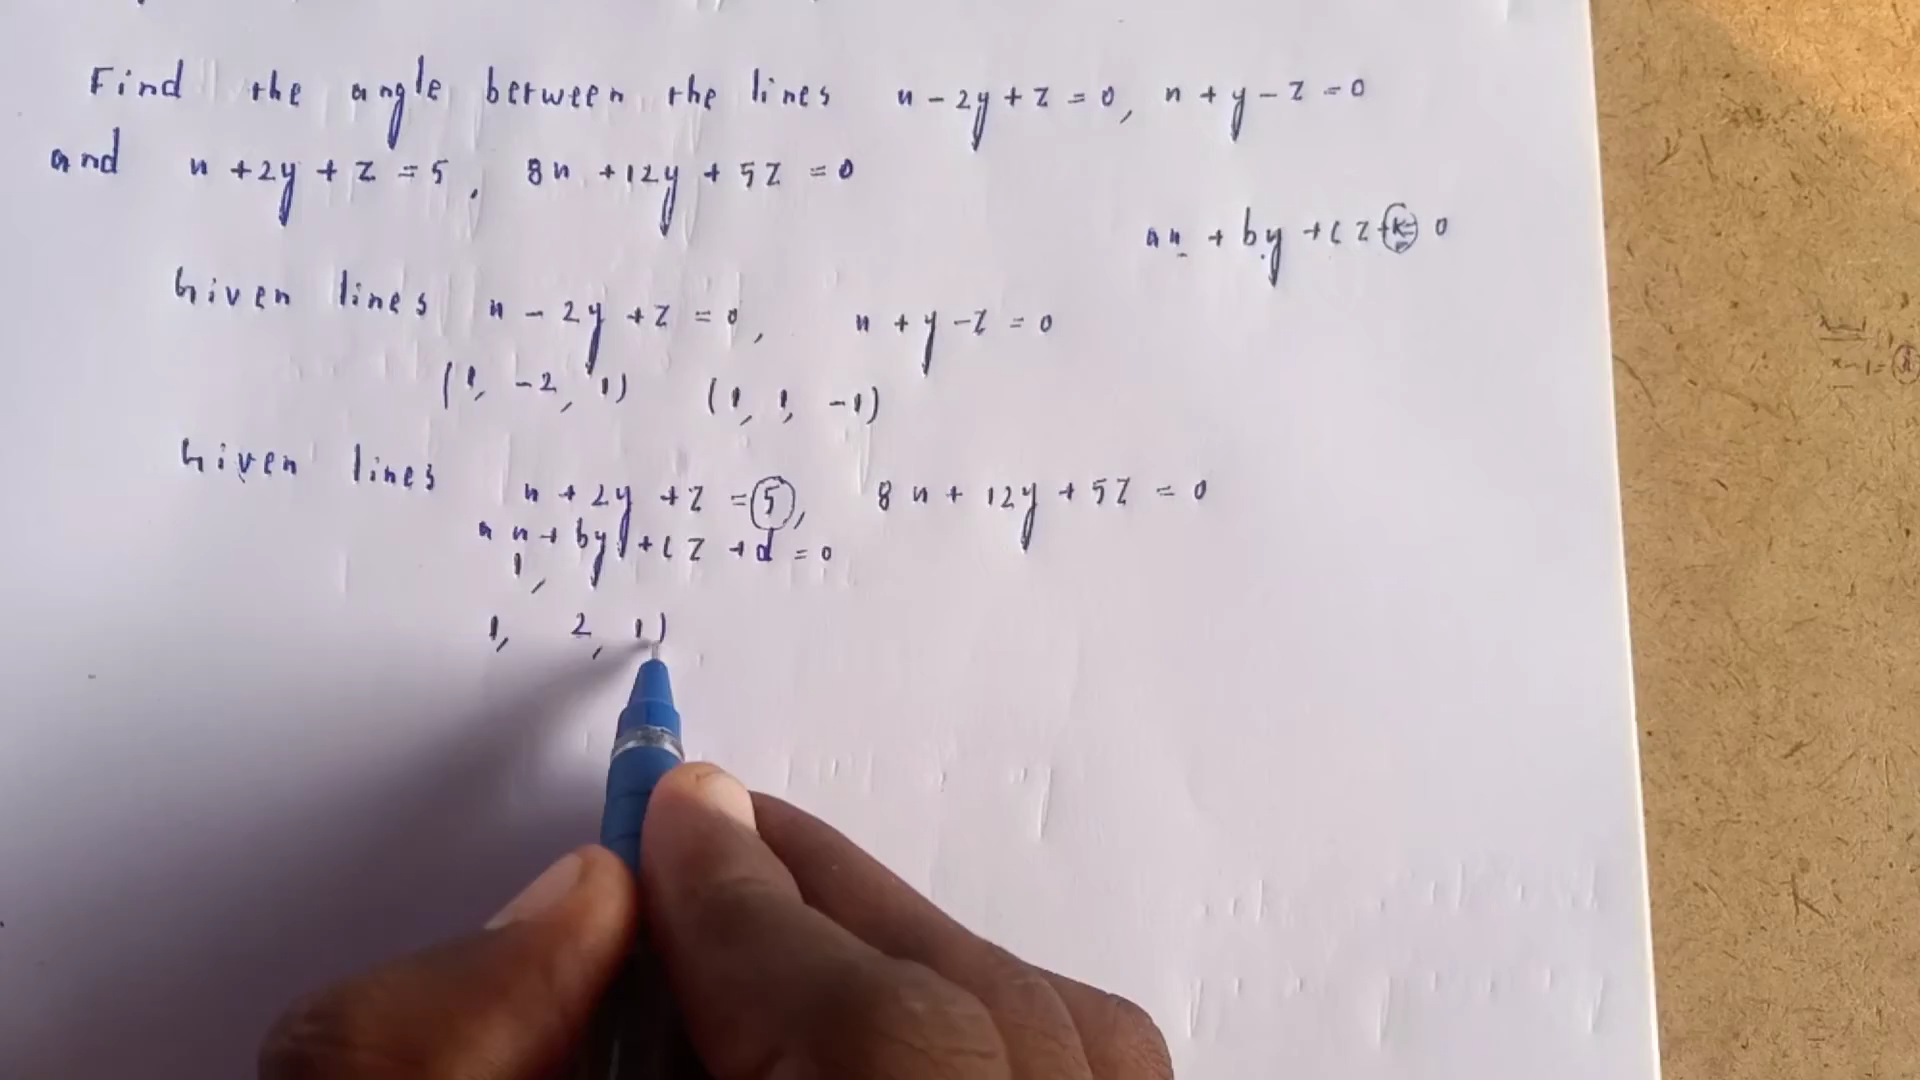 Find the angle between the lines x - 2y + z = 0, x + y - z = 0
and x + 2y + z = 5, 8x + 12y + 5z = 0
ax + by + cz + k = 0
Given lines x - 2y + z = 0, x + y - z = 0
(1, -2, 1) (1, 1, -1)
Given lines x + 2y + z = 5, 8x + 12y + 5z = 0
ax + by + cz + d = 0
1,
1, 2, 1)